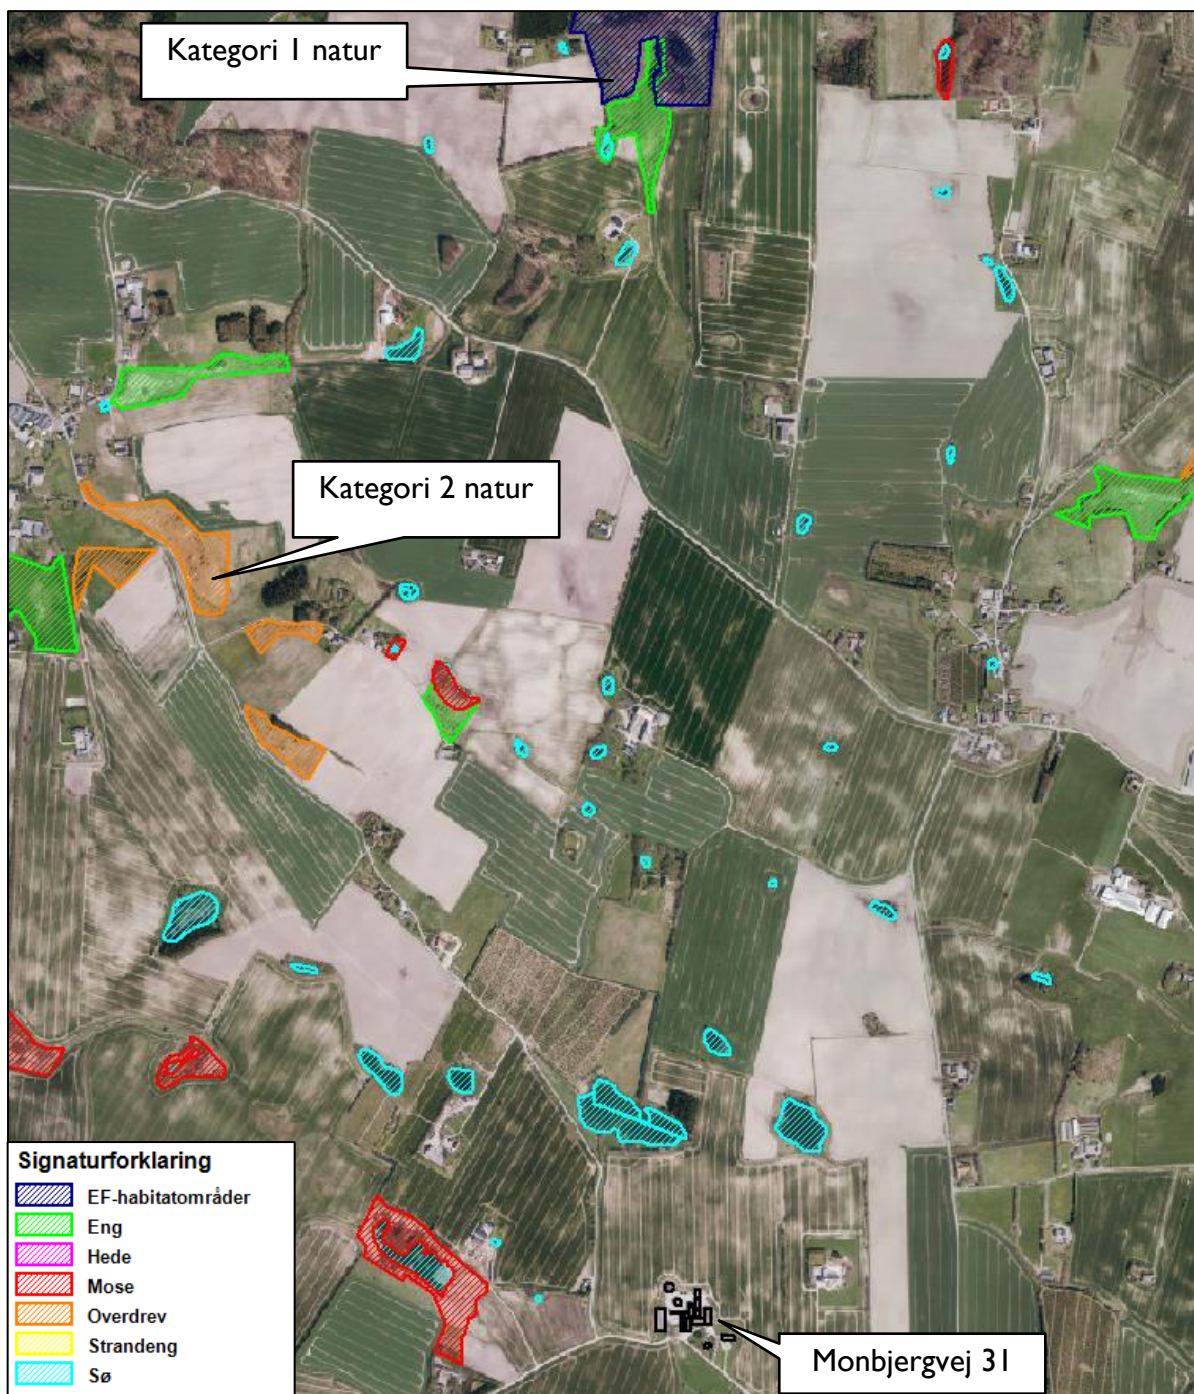 Kategori 1 natur
Kategori 2 natur
Signaturforklaring
EF-habitatområder
Eng
Hede
Mose
Overdrev
Strandeng
Sø
Monbjergvej 31